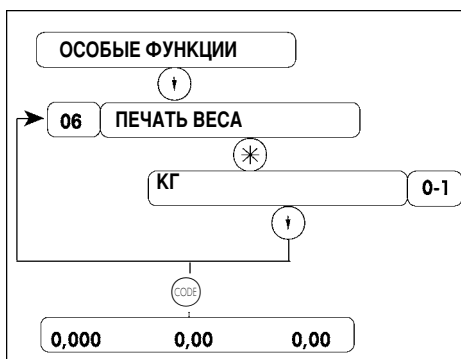 ОСОБЫЕ ФУНКЦИИ
06 ПЕЧАТЬ ВЕСА
КГ 0-1
CODE
0,000 0,00 0,00